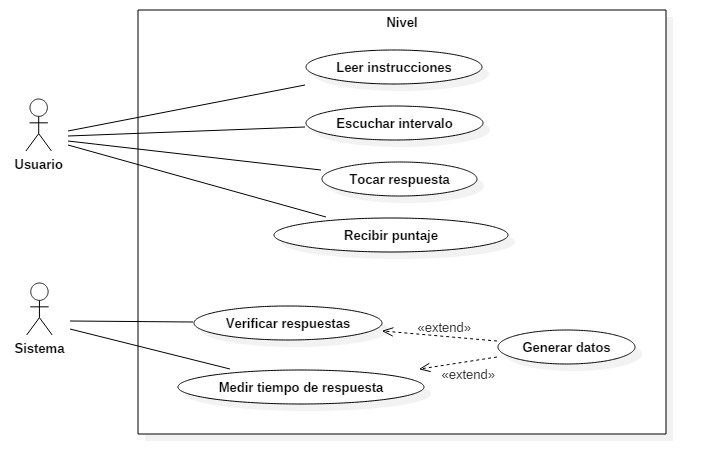 Nivel
Leer instrucciones
Escuchar intervalo
Usuario
Tocar respuesta
Recibir puntaje
Verificar respuestas
«extend»
Sistema
Generar datos
«extend»
Medir tiempo de respuesta